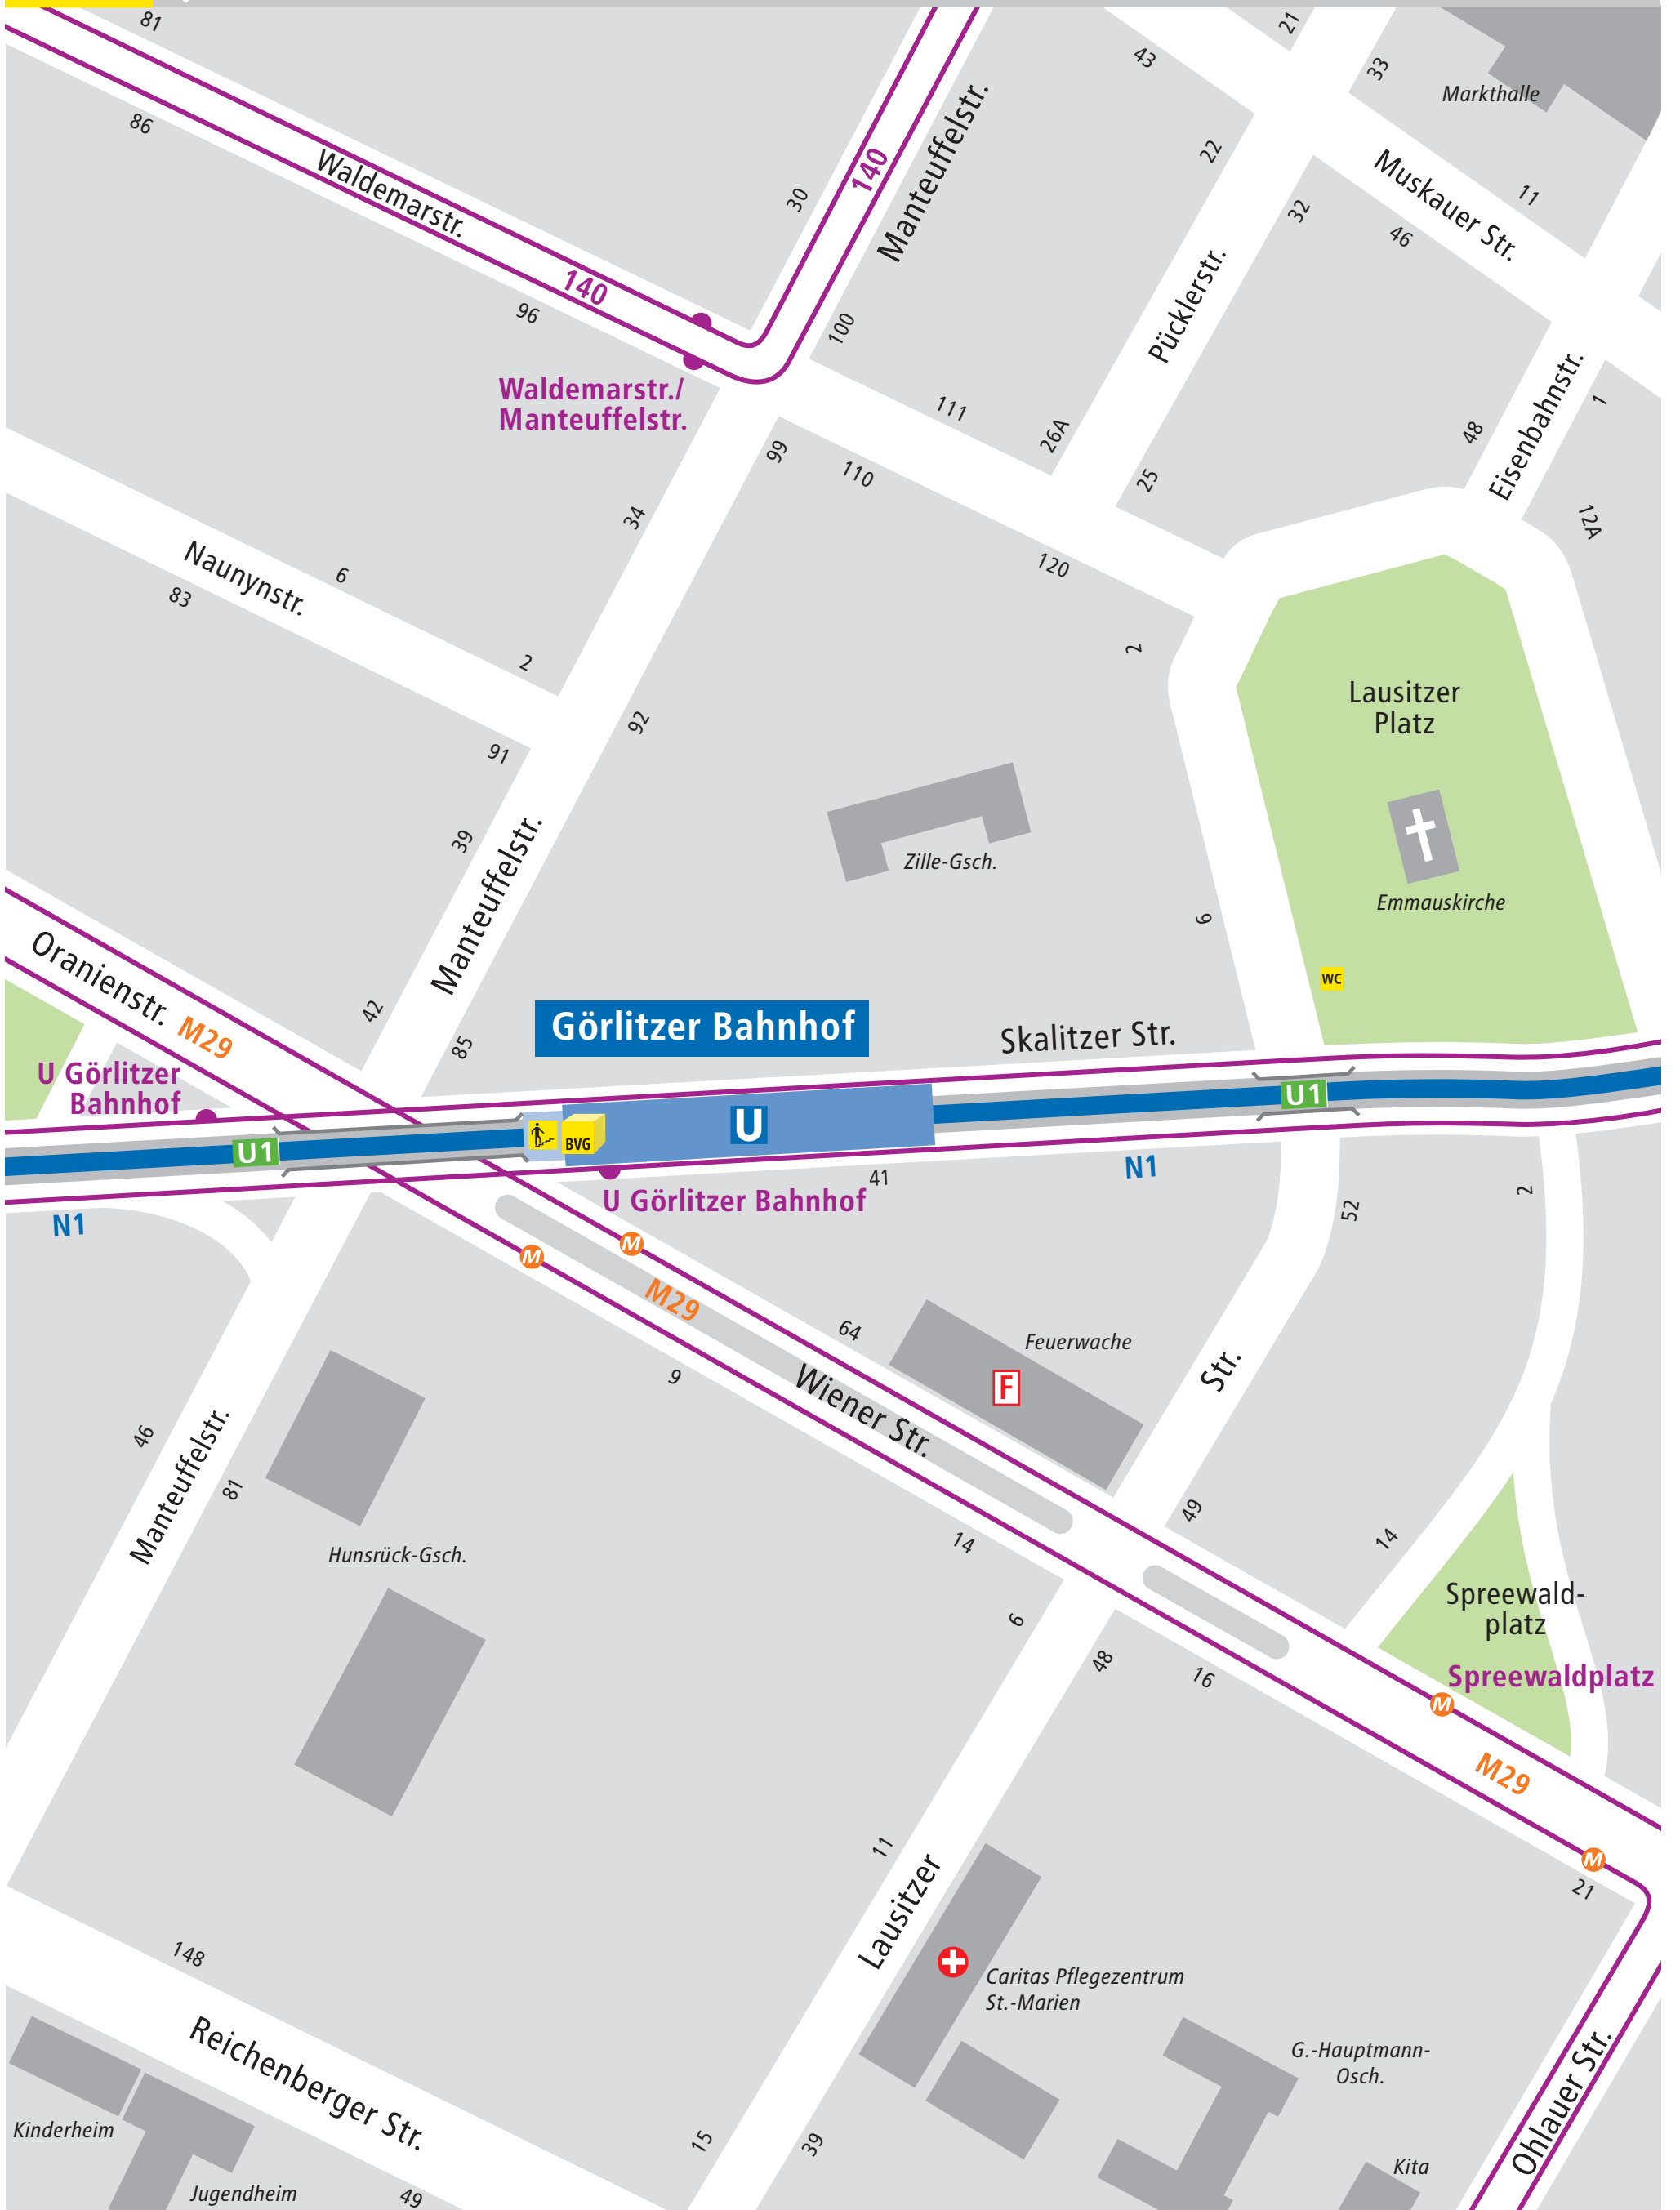 81
21
43
33
Markthalle
86
22
140
Manteuffelstr.
Waldemarstr.
30
Muskauer Str.
11
32
46
140
96
100
Pücklerstr.
Waldemarstr./
Manteuffelstr.
111
26A
110
99
25
48
Eisenbahnstr.
1
12A
34
Naunynstr.
6
83
120
2
2
92
91
Lausitzer
Platz
39
Manteuffelstr.
Zille-Gsch.
Emmauskirche
9
WC
Oranienstr.
M29
42
85
Görlitzer Bahnhof
Skalitzer Str.
U Görlitzer
Bahnhof
U1
BVG
U
U1
41
N1
U Görlitzer Bahnhof
N1
52
2
M
M
M29
64
Feuerwache
F
9
Wiener Str.
Str.
46
Manteuffelstr.
81
Hunsrück-Gsch.
14
49
14
Spreewald-
platz
6
48
16
Spreewaldplatz
M
M29
M
21
11
Lausitzer
148
Caritas Pflegezentrum
St.-Marien
Reichenberger Str.
G.-Hauptmann-
Osch.
Ohlauer Str.
Kinderheim
15
39
Kita
Jugendheim
49